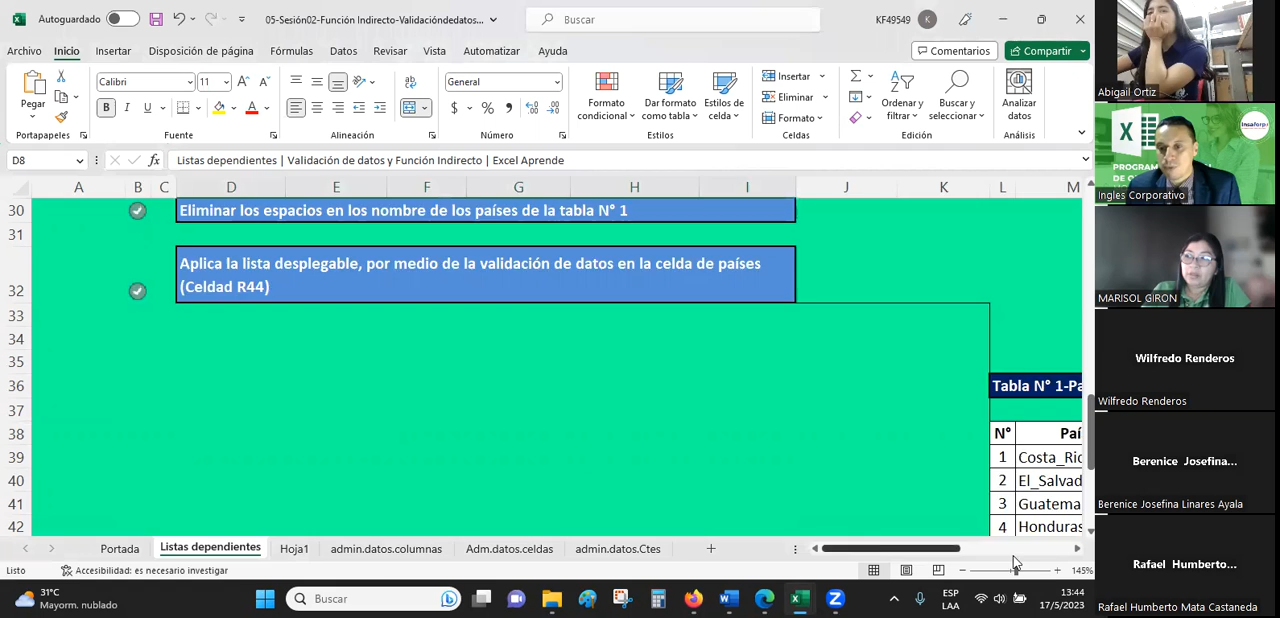 Autoguardado
05-Sesión02-Función Indirecto-Validacióndedatos...
Buscar
KF49549
K
Archivo Inicio Insertar Disposición de página Fórmulas Datos Revisar Vista Automatizar Ayuda
Comentarios
Compartir
Pegar
Portapapeles
Calibri
11
N K S
Fuente
Alineación
General
$ % 000
Número
Formato condicional
Dar formato como tabla
Estilos de celda
Estilos
Insertar
Eliminar
Formato
Celdas
Ordenar y filtrar
Buscar y seleccionar
Edición
Analizar datos
Análisis
D8
fx
Listas dependientes | Validación de datos y Función Indirecto | Excel Aprende
A B C D E F G H I J K L M
30 Eliminar los espacios en los nombre de los países de la tabla N° 1
31
32 Aplica la lista desplegable, por medio de la validación de datos en la celda de países
(Celdad R44)
33
34
35
36 Tabla N° 1-Pa
37
38 N° Paí
39 1 Costa_Ric
40 2 El_Salvad
41 3 Guatema
42 4 Honduras
Portada Listas dependientes Hoja1 admin.datos.columnas Adm.datos.celdas admin.datos.Ctes
Listo
Accesibilidad: es necesario investigar
145%
31°C
Mayorm. nublado
Buscar
ESP
LAA
13:44
17/5/2023
Abigail Ortiz
Insaforp
PROGRAM
DE
Ingles Corporativo
MARISOL GIRON
Wilfredo Renderos
Wilfredo Renderos
Berenice Josefina...
Berenice Josefina Linares Ayala
Rafael Humberto...
Rafael Humberto Mata Castaneda